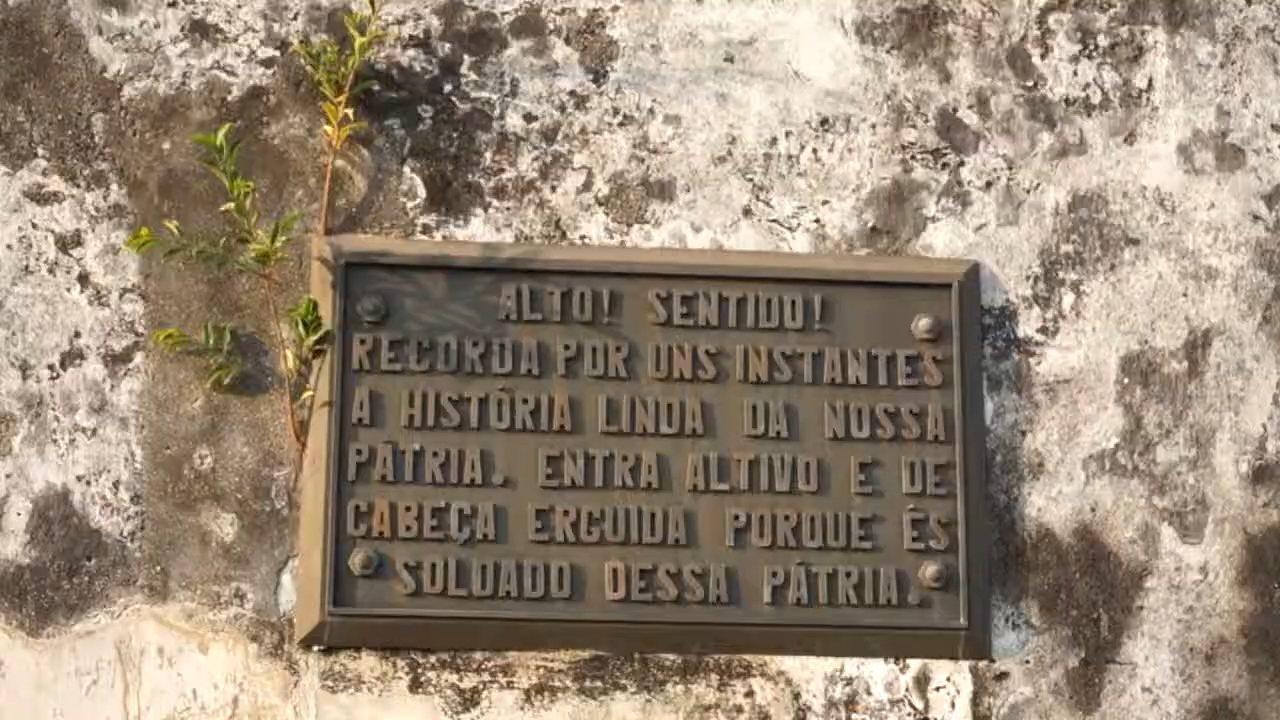 ALTO! SENTIDO!
RECORDA POR UNS INSTANTES
A HISTÓRIA LINDA DA NOSSA
PÁTRIA. ENTRA ALTIVO E DE
CABEÇA ERGUIDA PORQUE ÉS
SOLDADO DESSA PÁTRIA.